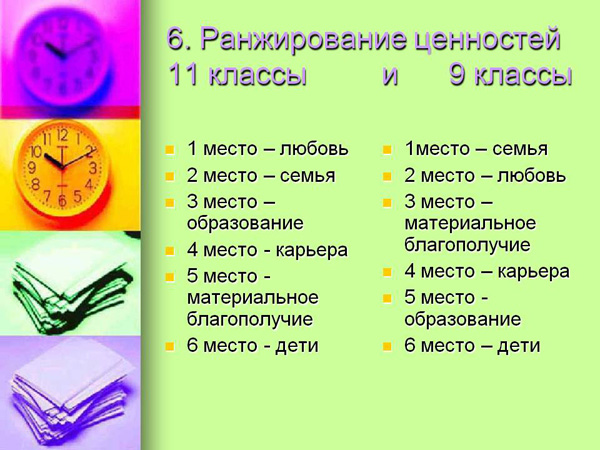 6. Ранжирование ценностей
11 классы и 9 классы
1 место – любовь
2 место – семья
3 место –
образование
4 место - карьера
5 место -
материальное
благополучие
6 место - дети
1место – семья
2 место – любовь
3 место –
материальное
благополучие
4 место – карьера
5 место -
образование
6 место – дети